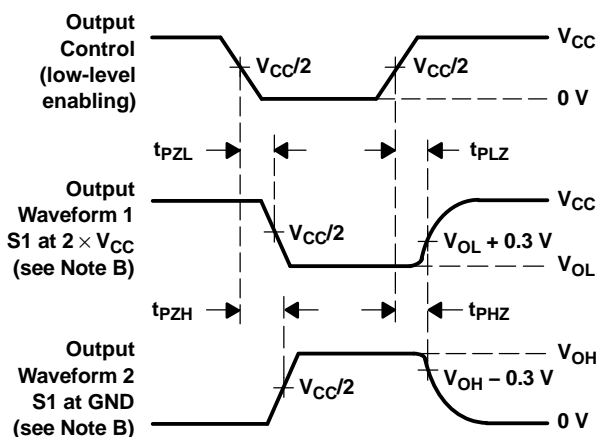 Output
Control
(low-level
enabling)
V_CC/2
V_CC/2
V_CC
0 V
t_PZL
t_PLZ
Output
Waveform 1
S1 at 2 × V_CC
(see Note B)
V_CC/2
V_CC
V_OL + 0.3 V
V_OL
t_PZH
t_PHZ
Output
Waveform 2
S1 at GND
(see Note B)
V_CC/2
V_OH
V_OH − 0.3 V
0 V